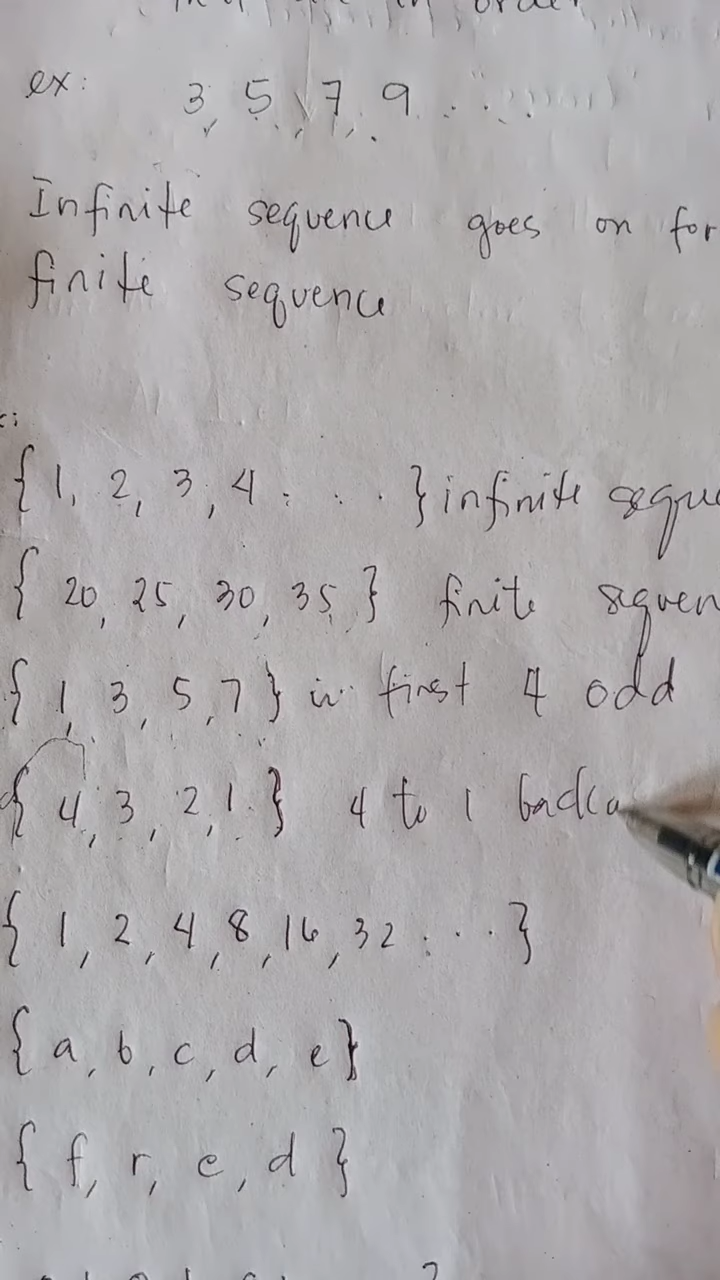 in order
ex: 3, 5, 7, 9 . . . .
Infinite sequence goes on for
finite sequence
{ 1, 2, 3, 4 . . . } infinite seque
{ 20, 25, 30, 35 } finite sequen
{ 1, 3, 5, 7 } first 4 odd
{ 4, 3, 2, 1 } 4 to 1 backw
{ 1, 2, 4, 8, 16, 32 . . . }
{ a, b, c, d, e }
{ f, r, e, d }